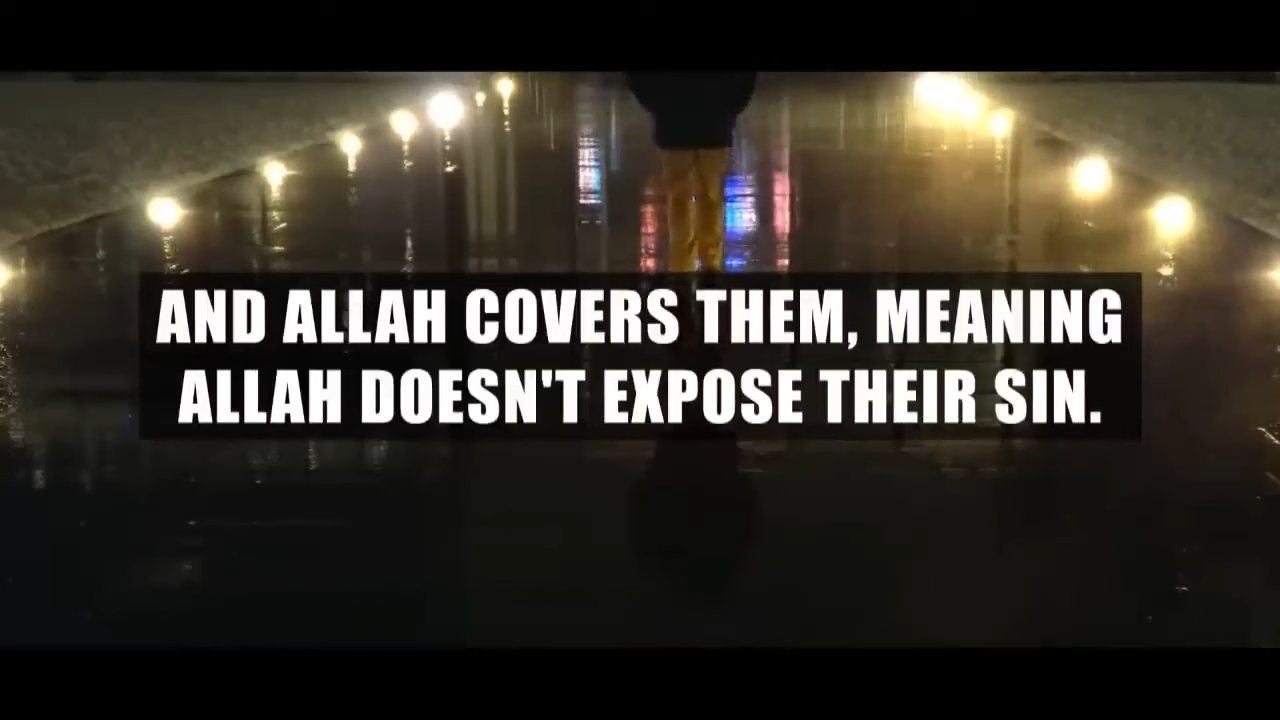 AND ALLAH COVERS THEM, MEANING
ALLAH DOESN'T EXPOSE THEIR SIN.